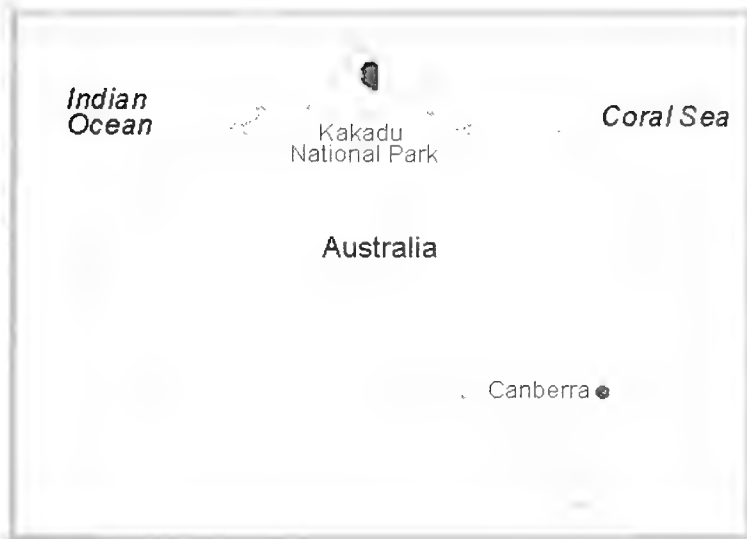 Indian
Ocean
Coral Sea
Kakadu
National Park
Australia
Canberra